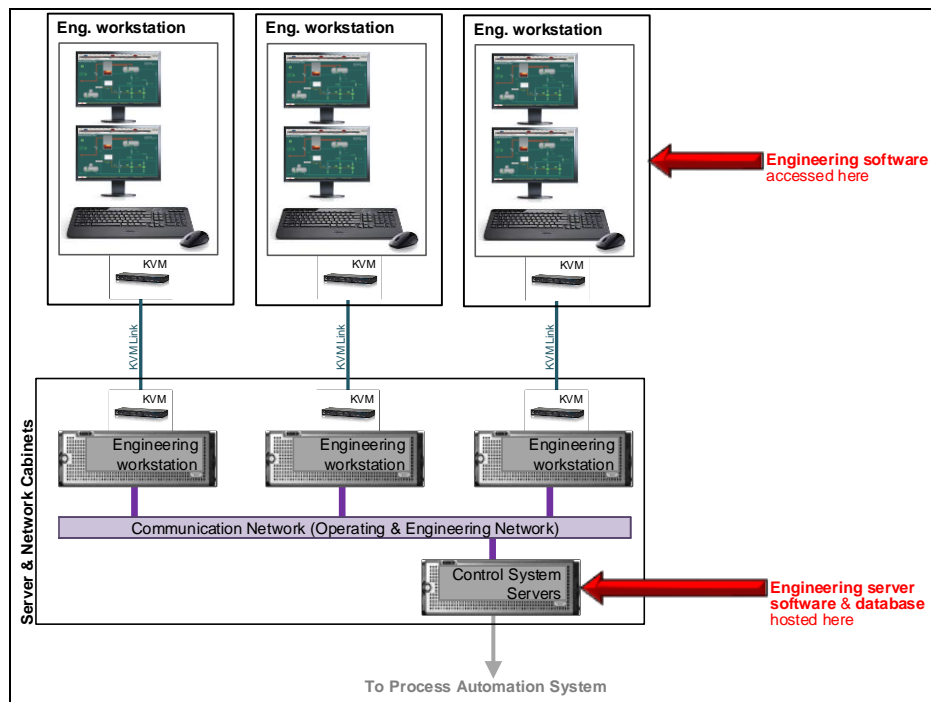 Eng. workstation
Eng. workstation
Eng. workstation
Engineering software
accessed here
KVM
KVM
KVM
KVM Link
KVM Link
KVM Link
Server & Network Cabinets
KVM
KVM
KVM
Engineering
workstation
Engineering
workstation
Engineering
workstation
Communication Network (Operating & Engineering Network)
Control System
Servers
Engineering server
software & database
hosted here
To Process Automation System